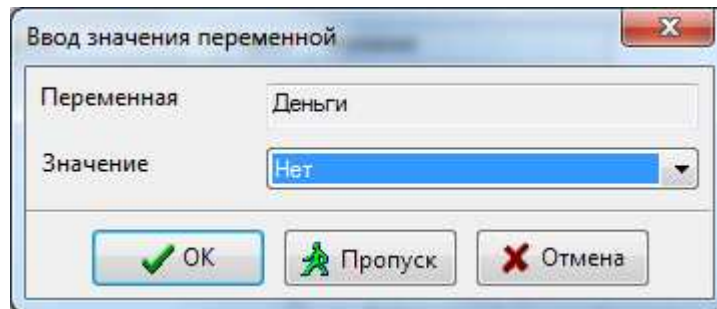 Ввод значения переменной
Переменная Деньги
Значение Нет
OK Пропуск Отмена